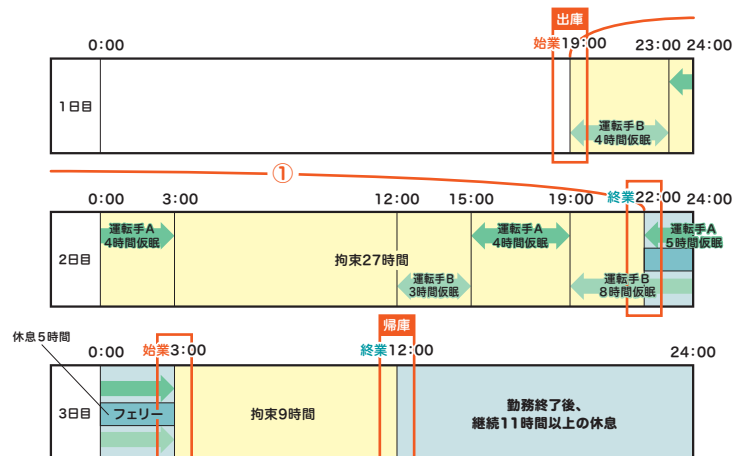 出庫
始業19:00
0:00
23:00 24:00
1日目
運転手B
4時間仮眠
①
0:00 3:00 12:00 15:00 19:00 終業22:00 24:00
2日目
運転手A
4時間仮眠
拘束27時間
運転手B
3時間仮眠
運転手A
4時間仮眠
運転手B
8時間仮眠
運転手A
5時間仮眠
休息5時間
帰庫
0:00 始業3:00 終業12:00 24:00
3日目
フェリー
拘束9時間
勤務終了後、
継続11時間以上の休息